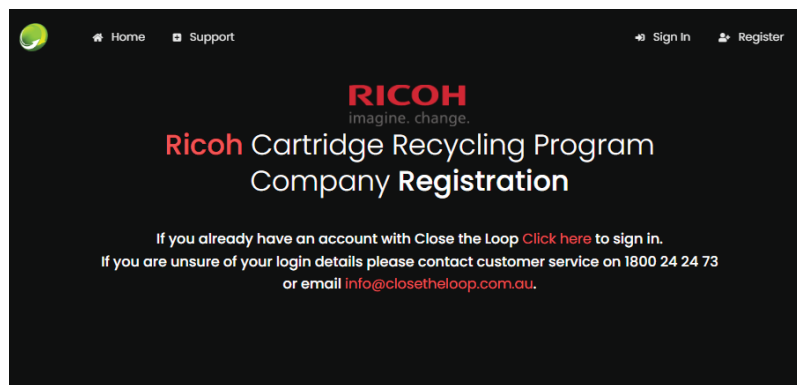 Home Support Sign In Register
RICOH
imagine. change.
Ricoh Cartridge Recycling Program
Company Registration
If you already have an account with Close the Loop Click here to sign in.
If you are unsure of your login details please contact customer service on 1800 24 24 73
or email info@closetheloop.com.au.